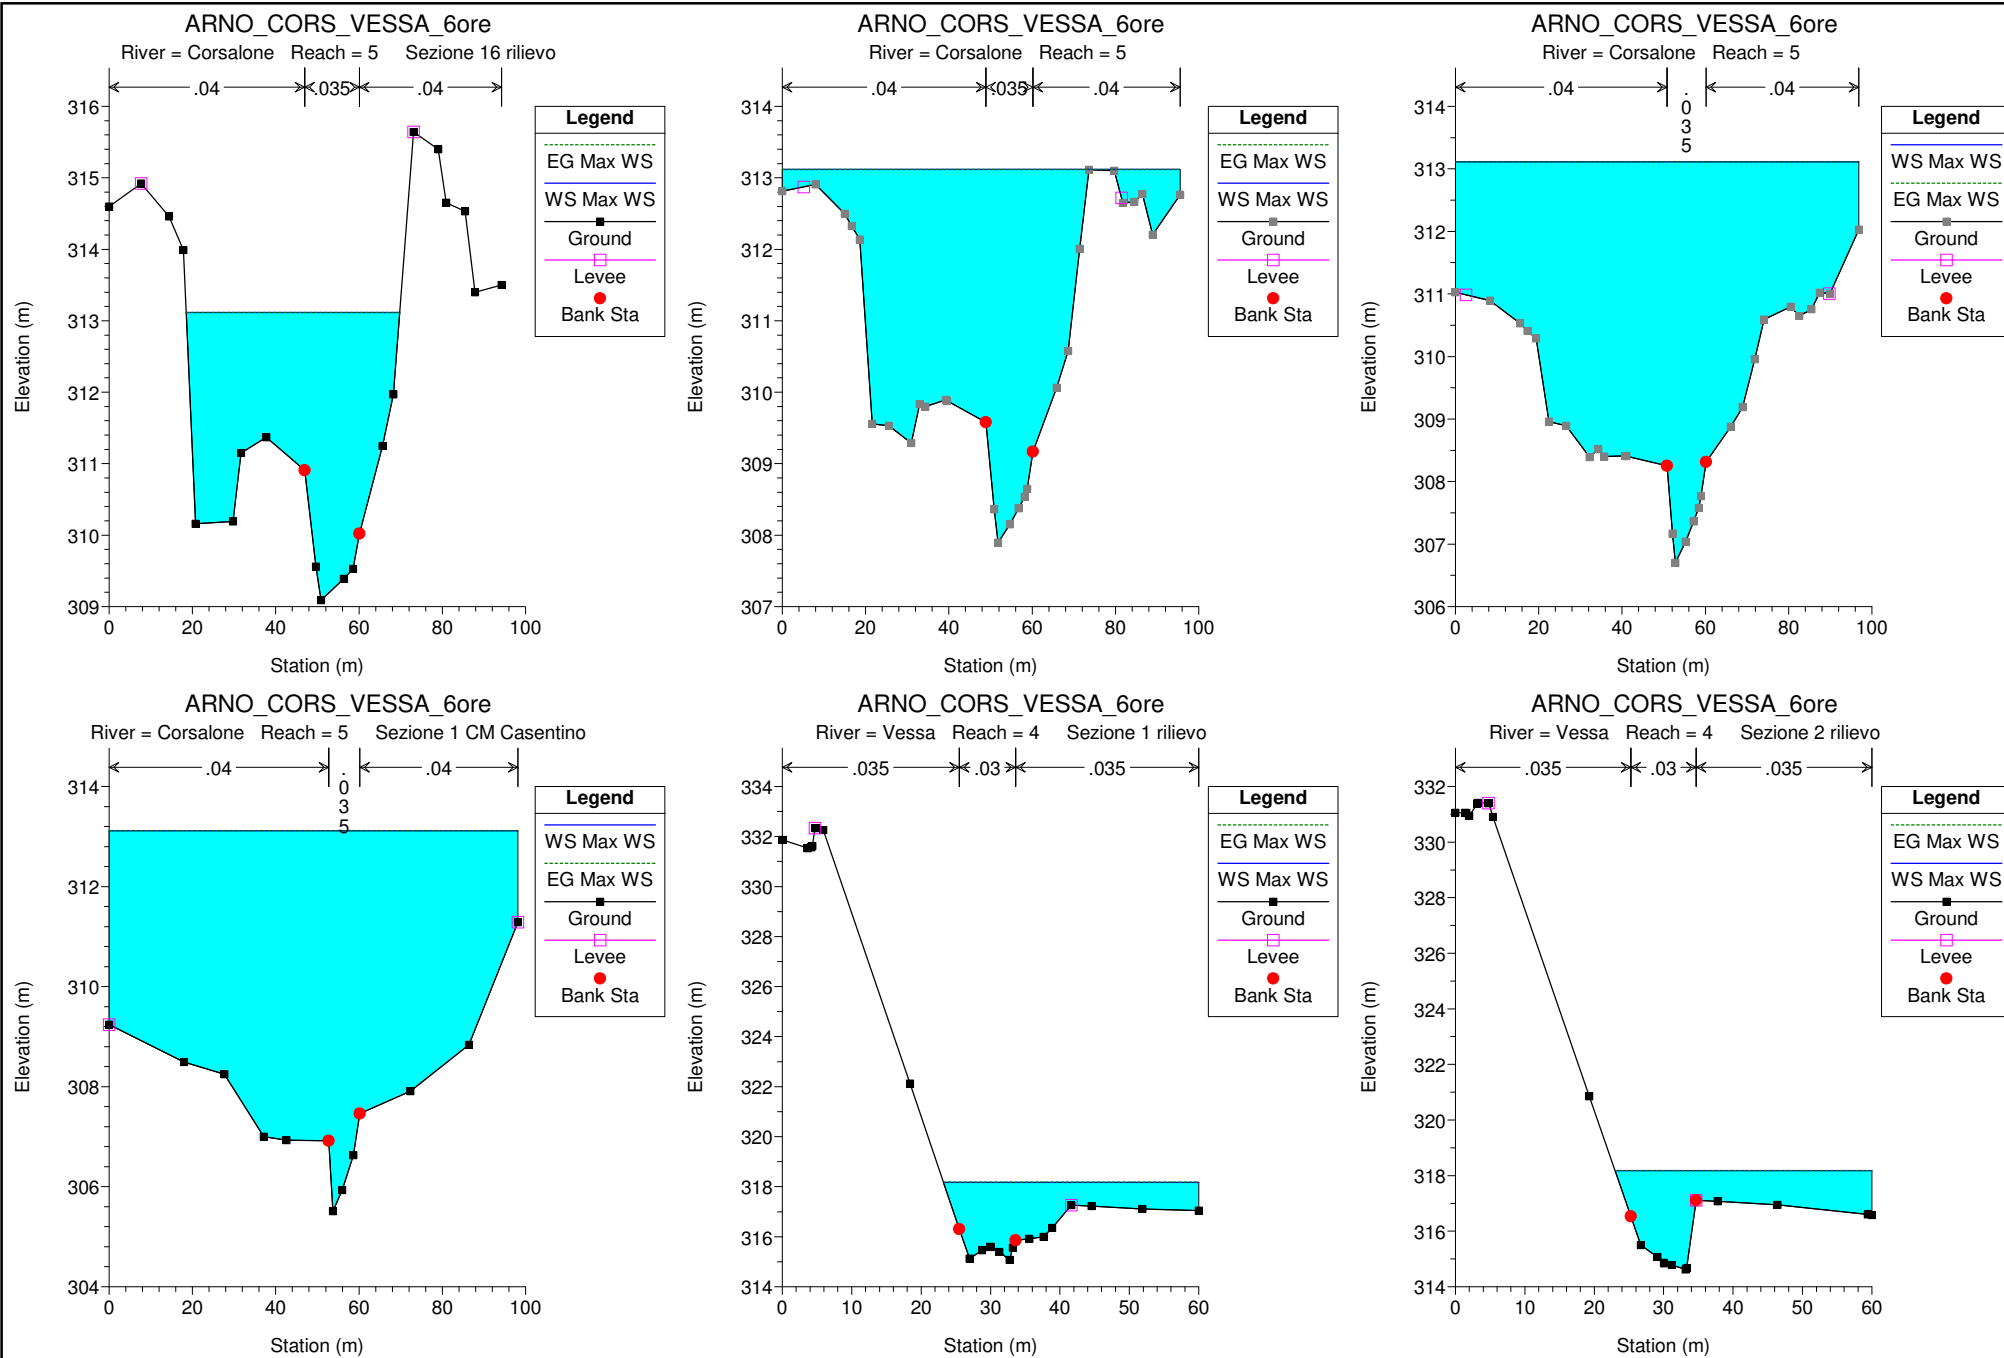 ARNO_CORS_VESSA_6ore
River = Corsalone Reach = 5 Sezione 16 rilievo
.04 .035 .04
316
315
314
313
312
311
310
309
0 20 40 60 80 100
Station (m)
Elevation (m)
Legend
EG Max WS
WS Max WS
Ground
Levee
Bank Sta
ARNO_CORS_VESSA_6ore
River = Corsalone Reach = 5
.04 .035 .04
314
313
312
311
310
309
308
307
0 20 40 60 80 100
Station (m)
Elevation (m)
Legend
EG Max WS
WS Max WS
Ground
Levee
Bank Sta
ARNO_CORS_VESSA_6ore
River = Corsalone Reach = 5
.04 .035 .04
314
313
312
311
310
309
308
307
306
0 20 40 60 80 100
Station (m)
Elevation (m)
Legend
WS Max WS
EG Max WS
Ground
Levee
Bank Sta
ARNO_CORS_VESSA_6ore
River = Corsalone Reach = 5 Sezione 1 CM Casentino
.04 .035 .04
314
312
310
308
306
304
0 20 40 60 80 100
Station (m)
Elevation (m)
Legend
WS Max WS
EG Max WS
Ground
Levee
Bank Sta
ARNO_CORS_VESSA_6ore
River = Vessa Reach = 4 Sezione 1 rilievo
.035 .03 .035
334
332
330
328
326
324
322
320
318
316
314
0 10 20 30 40 50 60
Station (m)
Elevation (m)
Legend
EG Max WS
WS Max WS
Ground
Levee
Bank Sta
ARNO_CORS_VESSA_6ore
River = Vessa Reach = 4 Sezione 2 rilievo
.035 .03 .035
332
330
328
326
324
322
320
318
316
314
0 10 20 30 40 50 60
Station (m)
Elevation (m)
Legend
EG Max WS
WS Max WS
Ground
Levee
Bank Sta